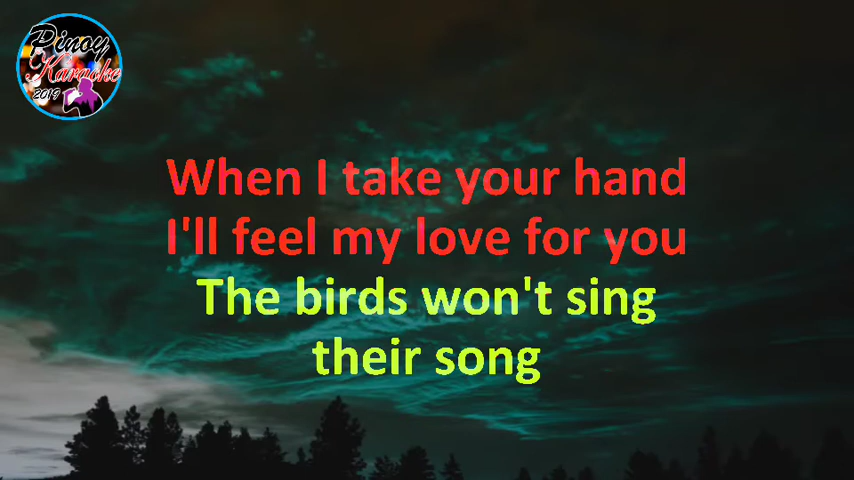 Pinoy
Karaoke
2019
When I take your hand
I'll feel my love for you
The birds won't sing
their song